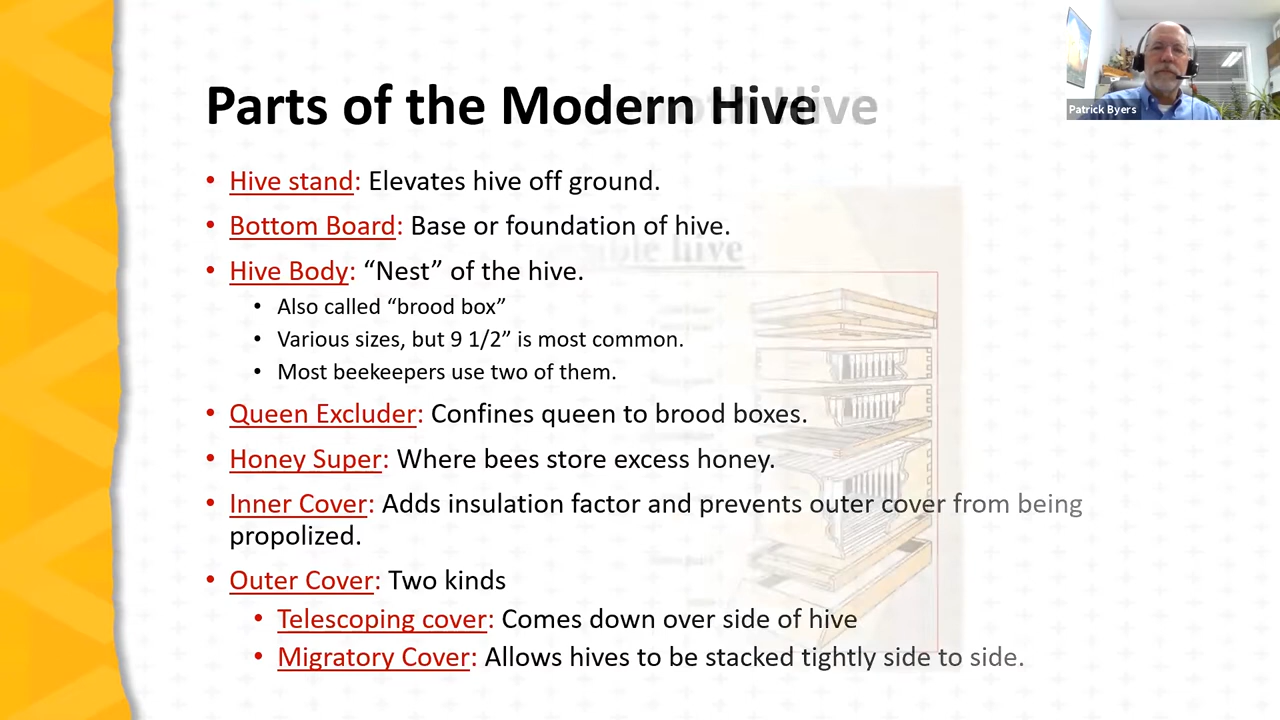 Patrick Byers
Parts of the Modern Hive
• Hive stand: Elevates hive off ground.
• Bottom Board: Base or foundation of hive.
• Hive Body: “Nest” of the hive.
• Also called “brood box”
• Various sizes, but 9 1/2” is most common.
• Most beekeepers use two of them.
• Queen Excluder: Confines queen to brood boxes.
• Honey Super: Where bees store excess honey.
• Inner Cover: Adds insulation factor and prevents outer cover from being
propolized.
• Outer Cover: Two kinds
• Telescoping cover: Comes down over side of hive
• Migratory Cover: Allows hives to be stacked tightly side to side.
Hive
hive